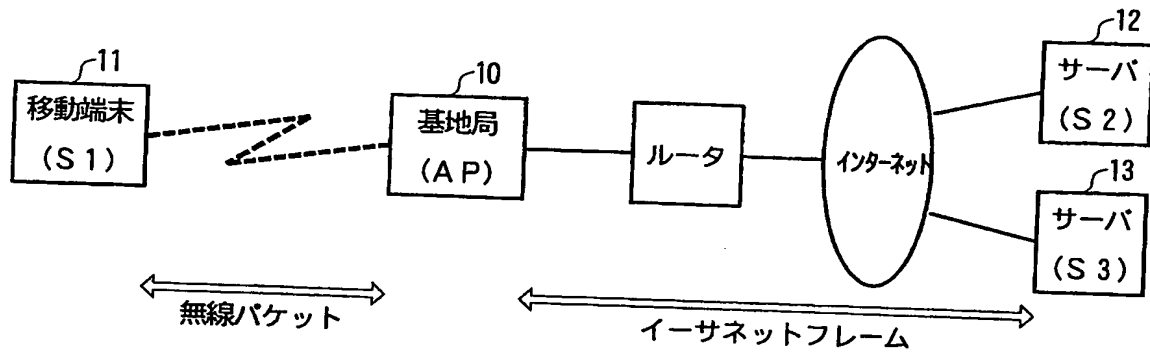 11
移動端末
(S1)
10
基地局
(AP)
ルータ
インターネット
12
サーバ
(S2)
13
サーバ
(S3)
無線パケット
イーサネットフレーム